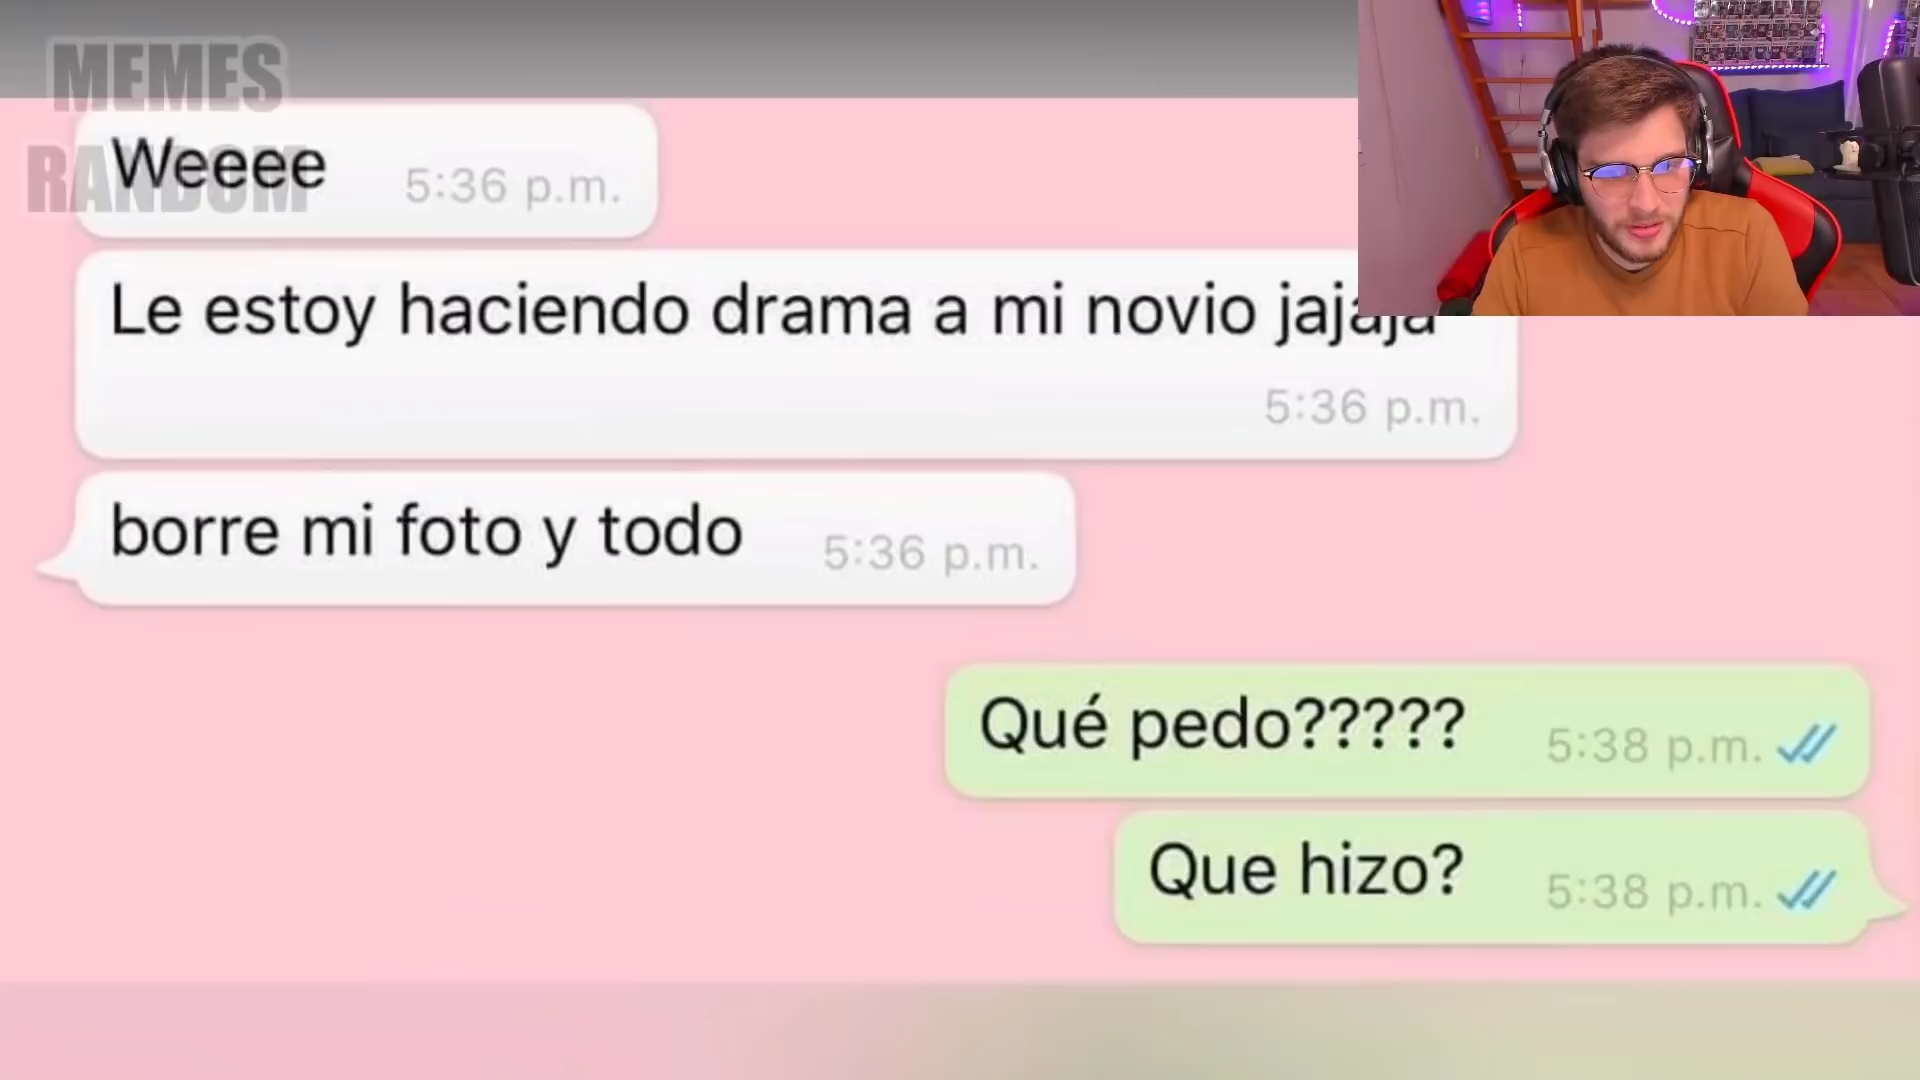 MEMES
RANDOM
Weeee
5:36 p.m.
Le estoy haciendo drama a mi novio jajaja
5:36 p.m.
borre mi foto y todo
5:36 p.m.
Qué pedo?????
5:38 p.m.
Que hizo?
5:38 p.m.